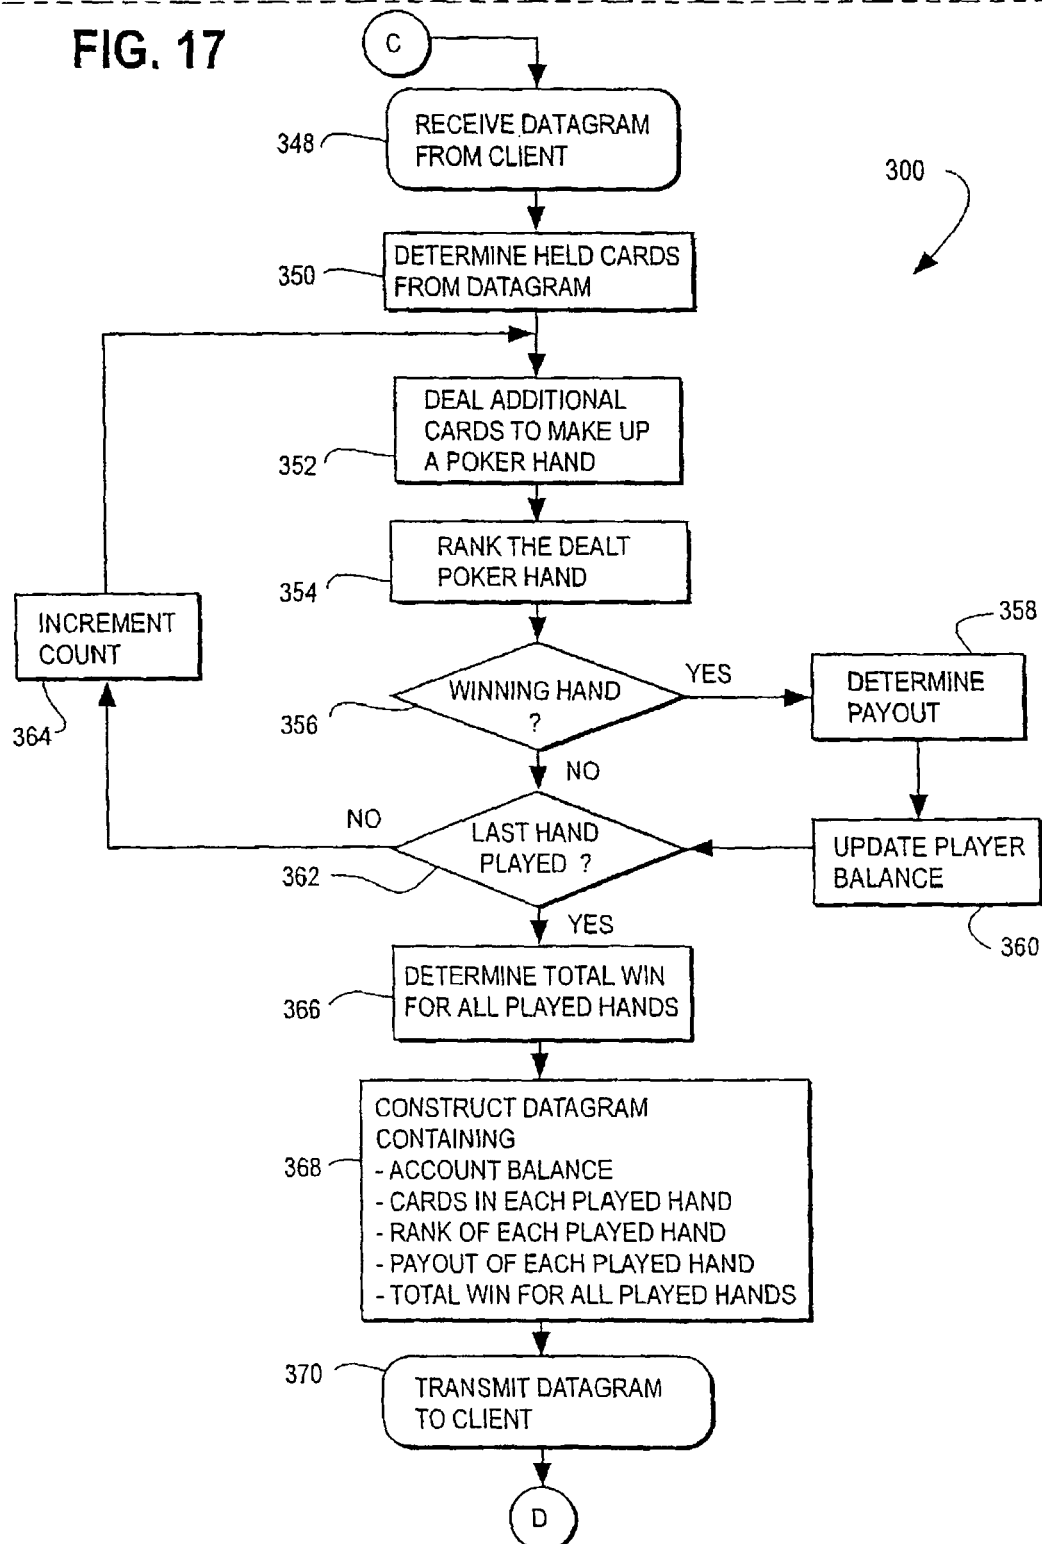 FIG. 17
C
RECEIVE DATAGRAM
FROM CLIENT
348
300
DETERMINE HELD CARDS
FROM DATAGRAM
350
DEAL ADDITIONAL
CARDS TO MAKE UP
A POKER HAND
352
RANK THE DEALT
POKER HAND
354
INCREMENT
COUNT
364
WINNING HAND
?
356
YES
358
DETERMINE
PAYOUT
NO
NO
LAST HAND
PLAYED ?
362
UPDATE PLAYER
BALANCE
360
YES
DETERMINE TOTAL WIN
FOR ALL PLAYED HANDS
366
CONSTRUCT DATAGRAM
CONTAINING
- ACCOUNT BALANCE
- CARDS IN EACH PLAYED HAND
- RANK OF EACH PLAYED HAND
- PAYOUT OF EACH PLAYED HAND
- TOTAL WIN FOR ALL PLAYED HANDS
368
370
TRANSMIT DATAGRAM
TO CLIENT
D